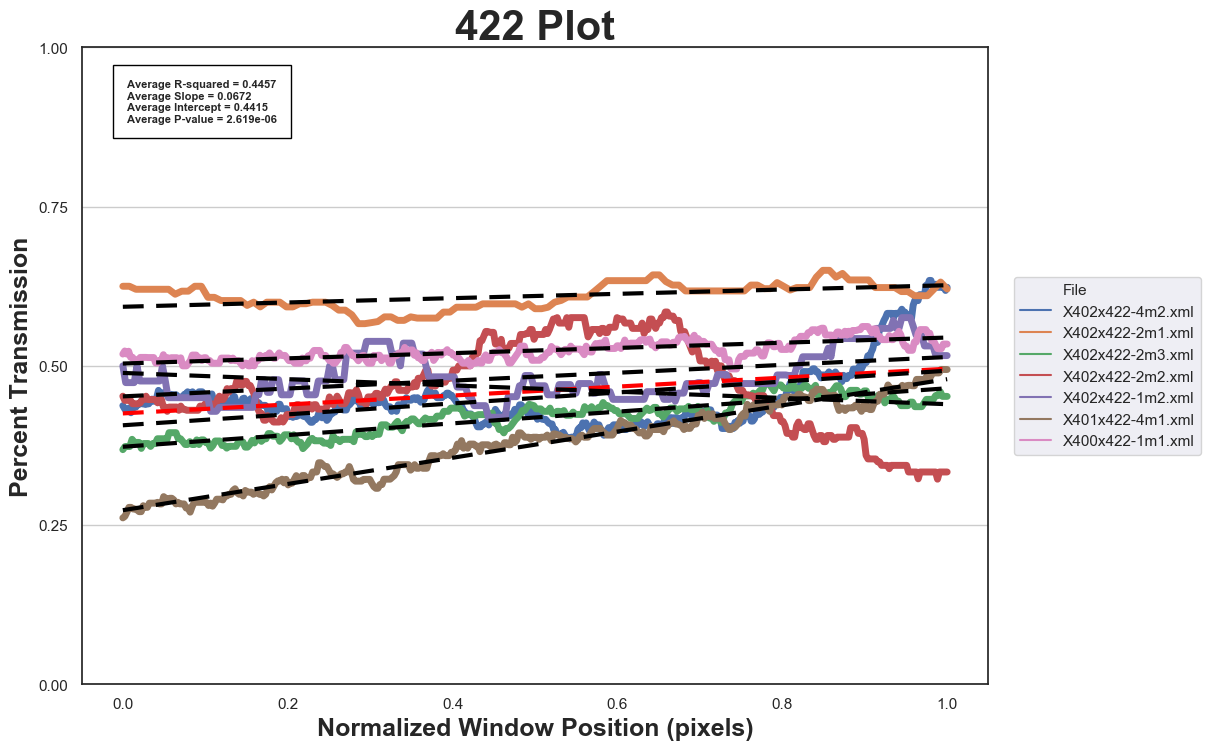 422 Plot
1.00
Average R-squared = 0.4457
Average Slope = 0.0672
Average Intercept = 0.4415
Average P-value = 2.619e-06
0.75
Percent Transmission
0.50
0.25
0.00
0.0 0.2 0.4 0.6 0.8 1.0
Normalized Window Position (pixels)
File
X402x422-4m2.xml
X402x422-2m1.xml
X402x422-2m3.xml
X402x422-2m2.xml
X402x422-1m2.xml
X401x422-4m1.xml
X400x422-1m1.xml